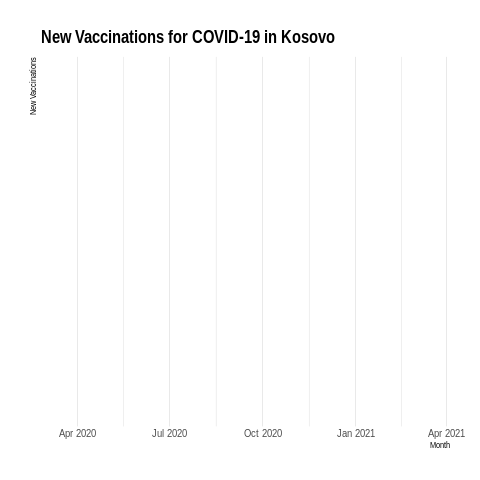 New Vaccinations for COVID-19 in Kosovo
New Vaccinations
Apr 2020
Jul 2020
Oct 2020
Jan 2021
Apr 2021
Month